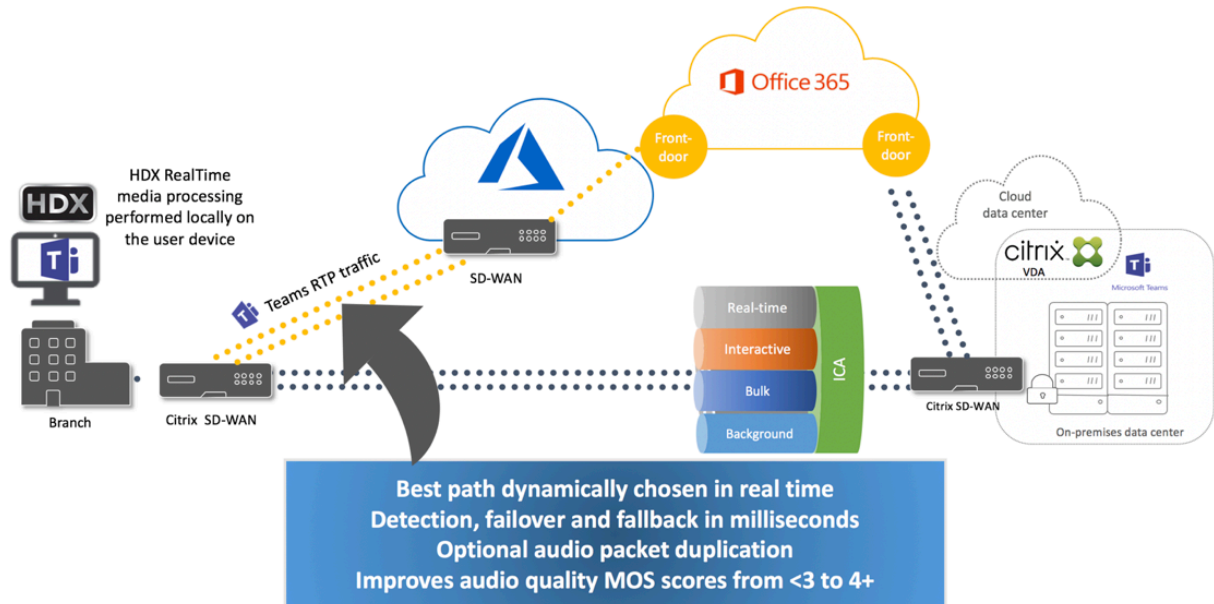 Office 365
Front-
door
Front-
door
HDX
HDX RealTime
media processing
performed locally on
the user device
Cloud
data center
citrix
VDA
Microsoft Teams
T
T
T
SD-WAN
Teams RTP traffic
Real-time
Interactive
Bulk
Background
ICA
Branch
Citrix SD-WAN
Citrix SD-WAN
On-premises data center
Best path dynamically chosen in real time
Detection, failover and fallback in milliseconds
Optional audio packet duplication
Improves audio quality MOS scores from <3 to 4+